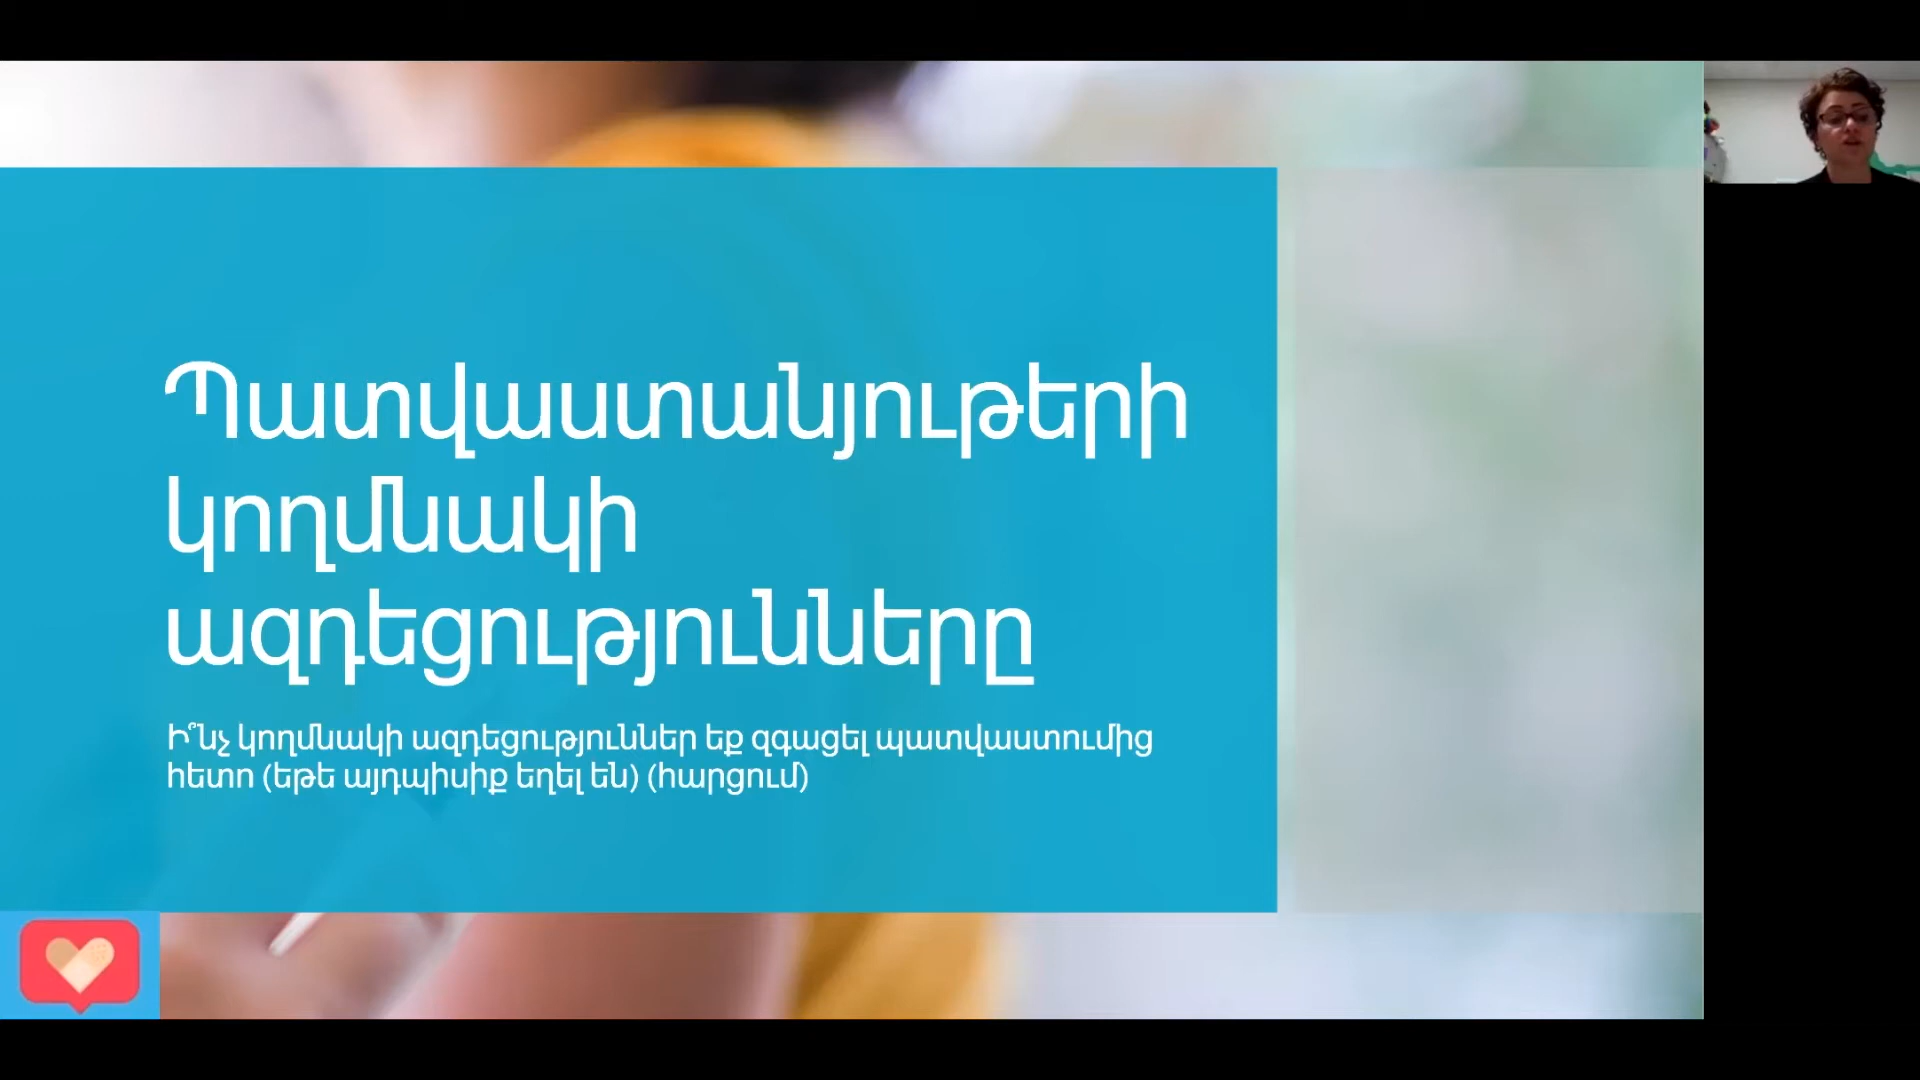 Պատվաստանյութերի
կողմնակի
ազդեցությունները
Ի՞նչ կողմնակի ազդեցություններ եք զգացել պատվաստումից
հետո (եթե այդպիսիք եղել են) (հարցում)